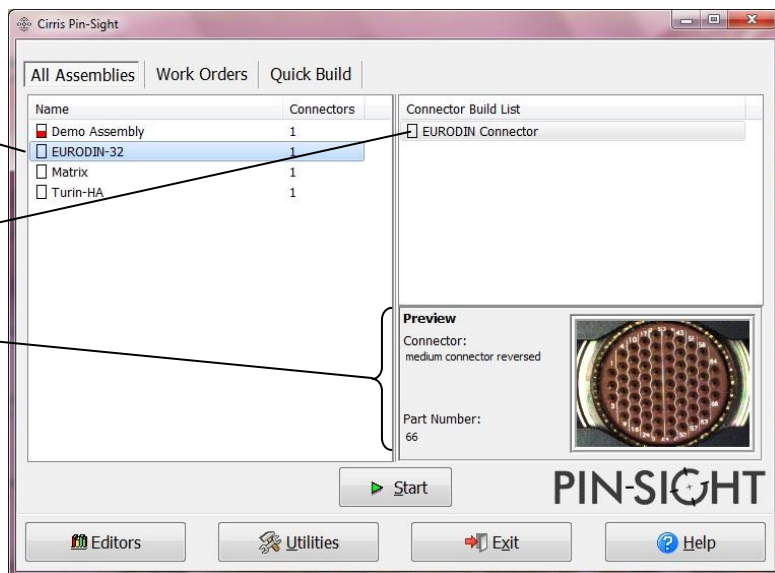 Cirris Pin-Sight
All Assemblies Work Orders Quick Build
Name Connectors
Demo Assembly 1
EURODIN-32 1
Matrix 1
Turin-HA 1
Connector Build List
EURODIN Connector
Preview
Connector:
medium connector reversed
Part Number:
66
Start
PIN-SIGHT
Editors Utilities Exit Help